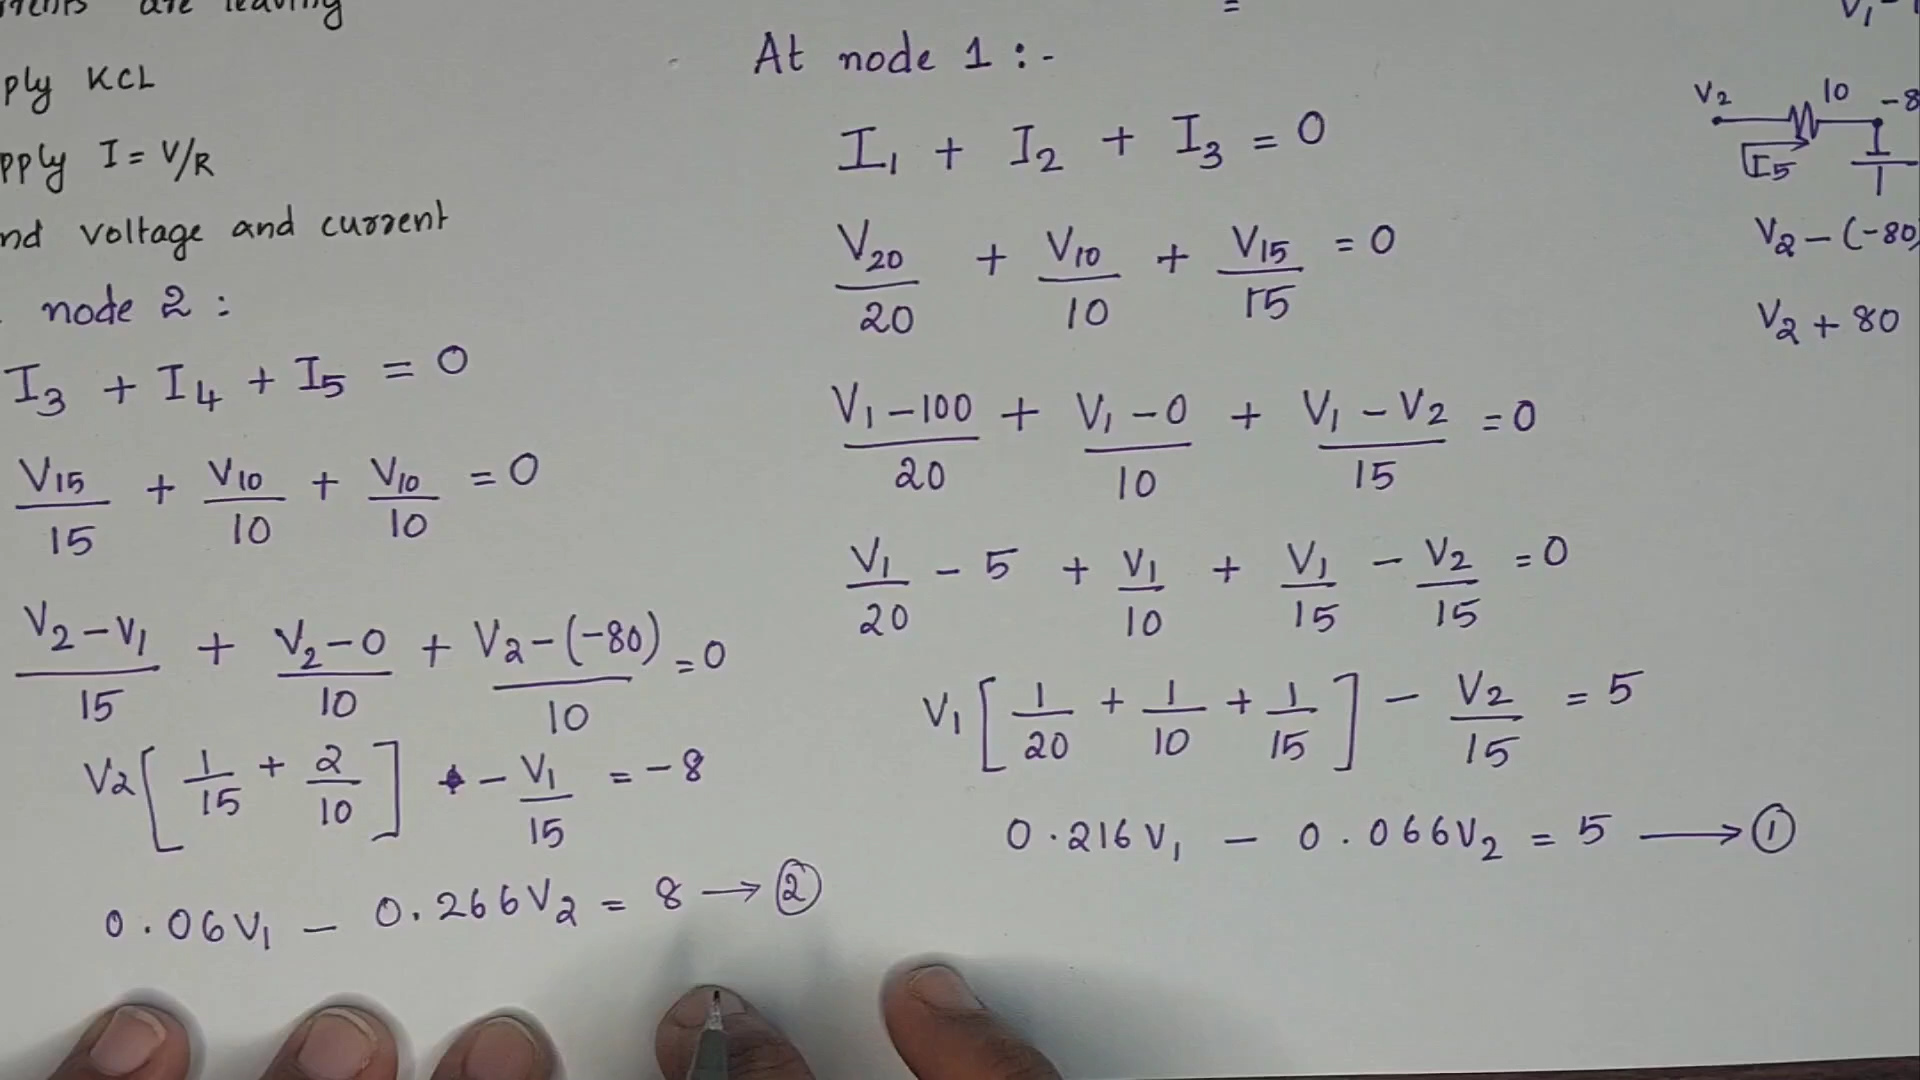 are leaving
ply KCL
pply I = V/R
nd voltage and current
node 2 :
I₃ + I₄ + I₅ = 0
V₁₅/15 + V₁₀/10 + V₁₀/10 = 0
V₂ – V₁/15 + V₂ – 0/10 + V₂ – (-80)/10 = 0
V₂ [ 1/15 + 2/10 ] – V₁/15 = -8
0.06V₁ – 0.266V₂ = 8 → ②
=
At node 1 :-
I₁ + I₂ + I₃ = 0
V₂₀/20 + V₁₀/10 + V₁₅/15 = 0
V₁ – 100/20 + V₁ – 0/10 + V₁ – V₂/15 = 0
V₁/20 – 5 + V₁/10 + V₁/15 – V₂/15 = 0
V₁ [ 1/20 + 1/10 + 1/15 ] – V₂/15 = 5
0.216V₁ – 0.066V₂ = 5 → ①
V₁ –
V₂ 10 -8
I₅
V₂ – (-80)
V₂ + 80